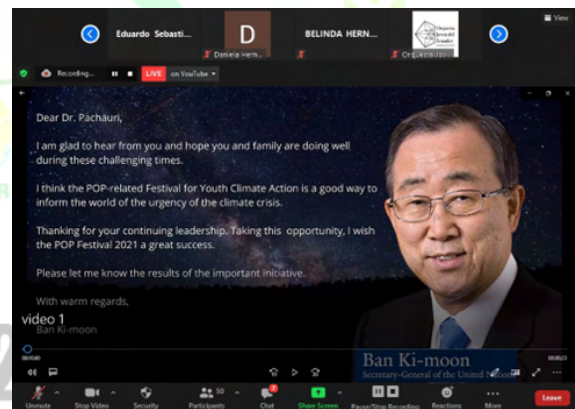 View
Eduardo Sebasti...
D
Daniela Hern...
BELINDA HERN...
Orquesta
Joven del
Ecuador
Recording...
LIVE on YouTube
Dear Dr. Pachauri,
I am glad to hear from you and hope you and family are doing well
during these challenging times.
I think the POP-related Festival for Youth Climate Action is a good way to
inform the world of the urgency of the climate crisis.
Thanking for your continuing leadership. Taking this opportunity, I wish
the POP Festival 2021 a great success.
Please let me know the results of the important initiative.
With warm regards,
video 1
Ban Ki-moon
Ban Ki-moon
Secretary-General of the United Nations
Unmute
Stop Video
Security
50
Participants
Chat
Share Screen
Pause/Stop Recording
Reactions
More
Leave